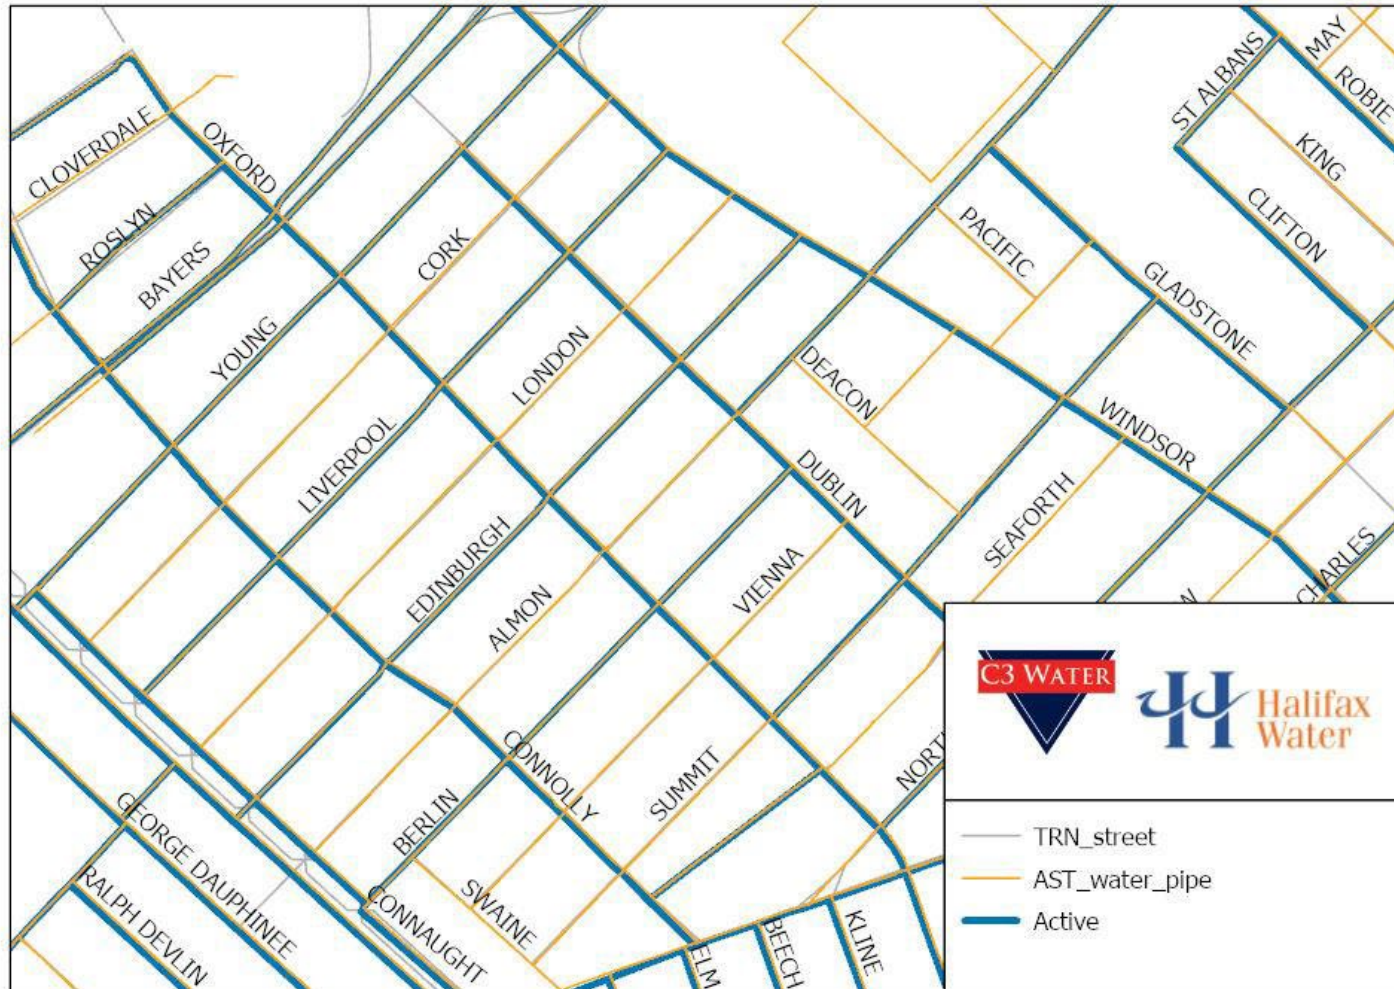 MAY
ST ALBANS
ROBIE
CLOVERDALE
OXFORD
KING
ROSLYN
CLIFTON
BAYERS
CORK
PACIFIC
GLADSTONE
YOUNG
LONDON
DEACON
WINDSOR
LIVERPOOL
DUBLIN
SEAFORTH
EDINBURGH
VIENNA
CHARLES
ALMON
W
C3 WATER
Halifax
Water
CONNOLLY
SUMMIT
NORT
BERLIN
GEORGE DAUPHINEE
RALPH DEVLIN
SWAINE
CONNAUGHT
ELM
BEECH
KLINE
TRN_street
AST_water_pipe
Active